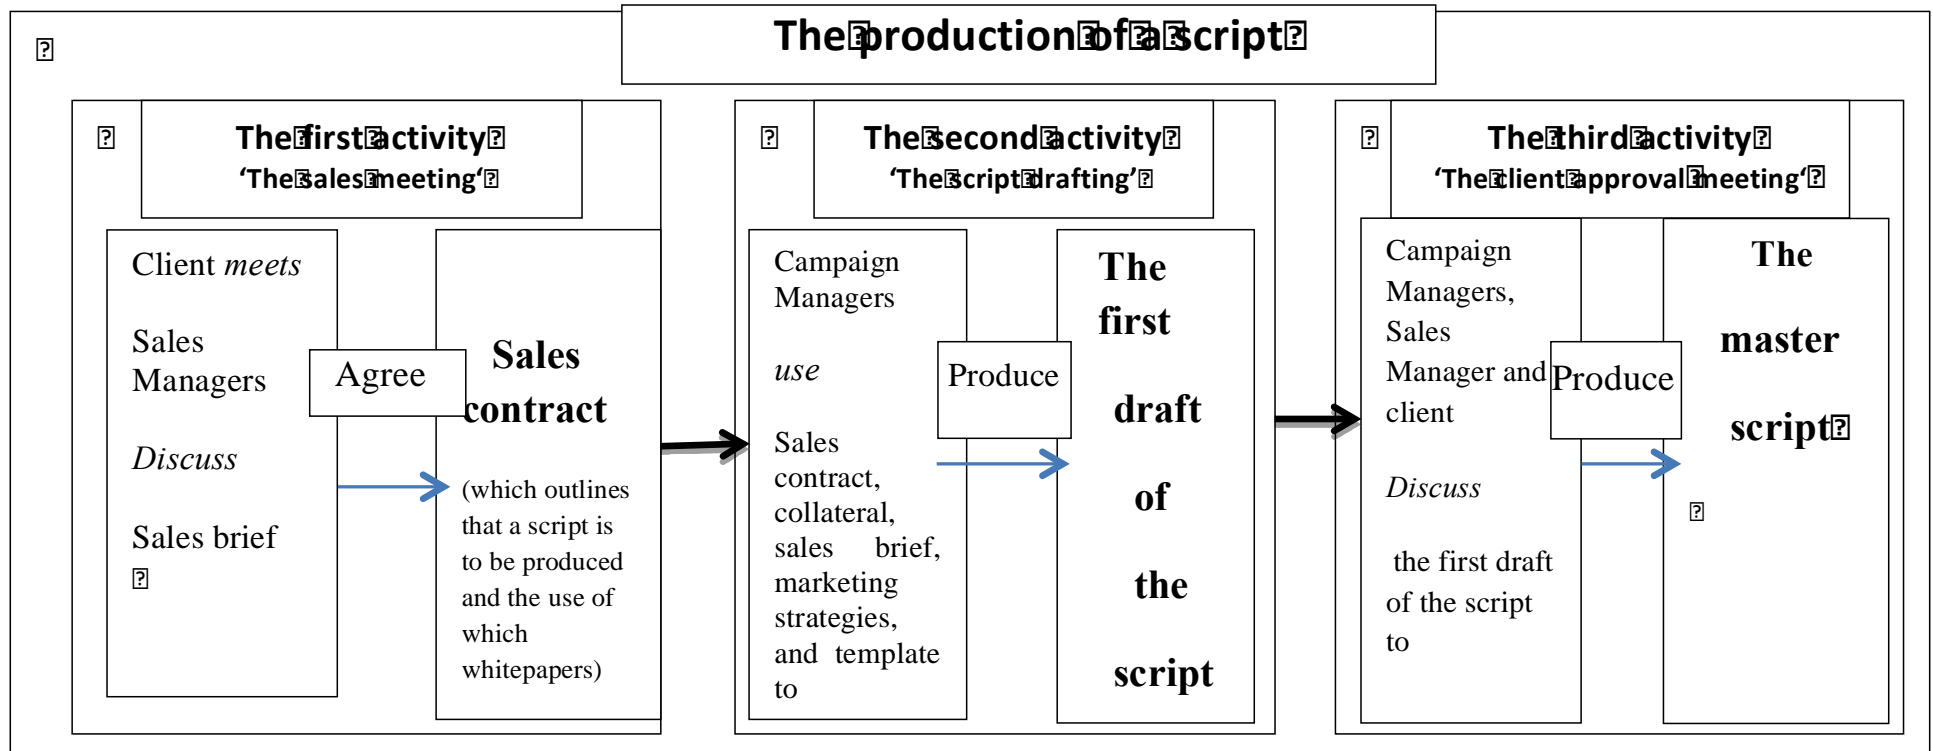 The production of a script
The first activity
‘The sales meeting‘
Client meets
Sales
Managers
Discuss
Sales brief
Agree
Sales
contract
(which outlines
that a script is
to be produced
and the use of
which
whitepapers)
The second activity
‘The script drafting’
Campaign
Managers
use
Sales
contract,
collateral,
sales brief,
marketing
strategies,
and template
to
Produce
The
first
draft
of
the
script
The third activity
‘The client approval meeting‘
Campaign
Managers,
Sales
Manager and
client
Discuss
the first draft
of the script
to
Produce
The
master
script